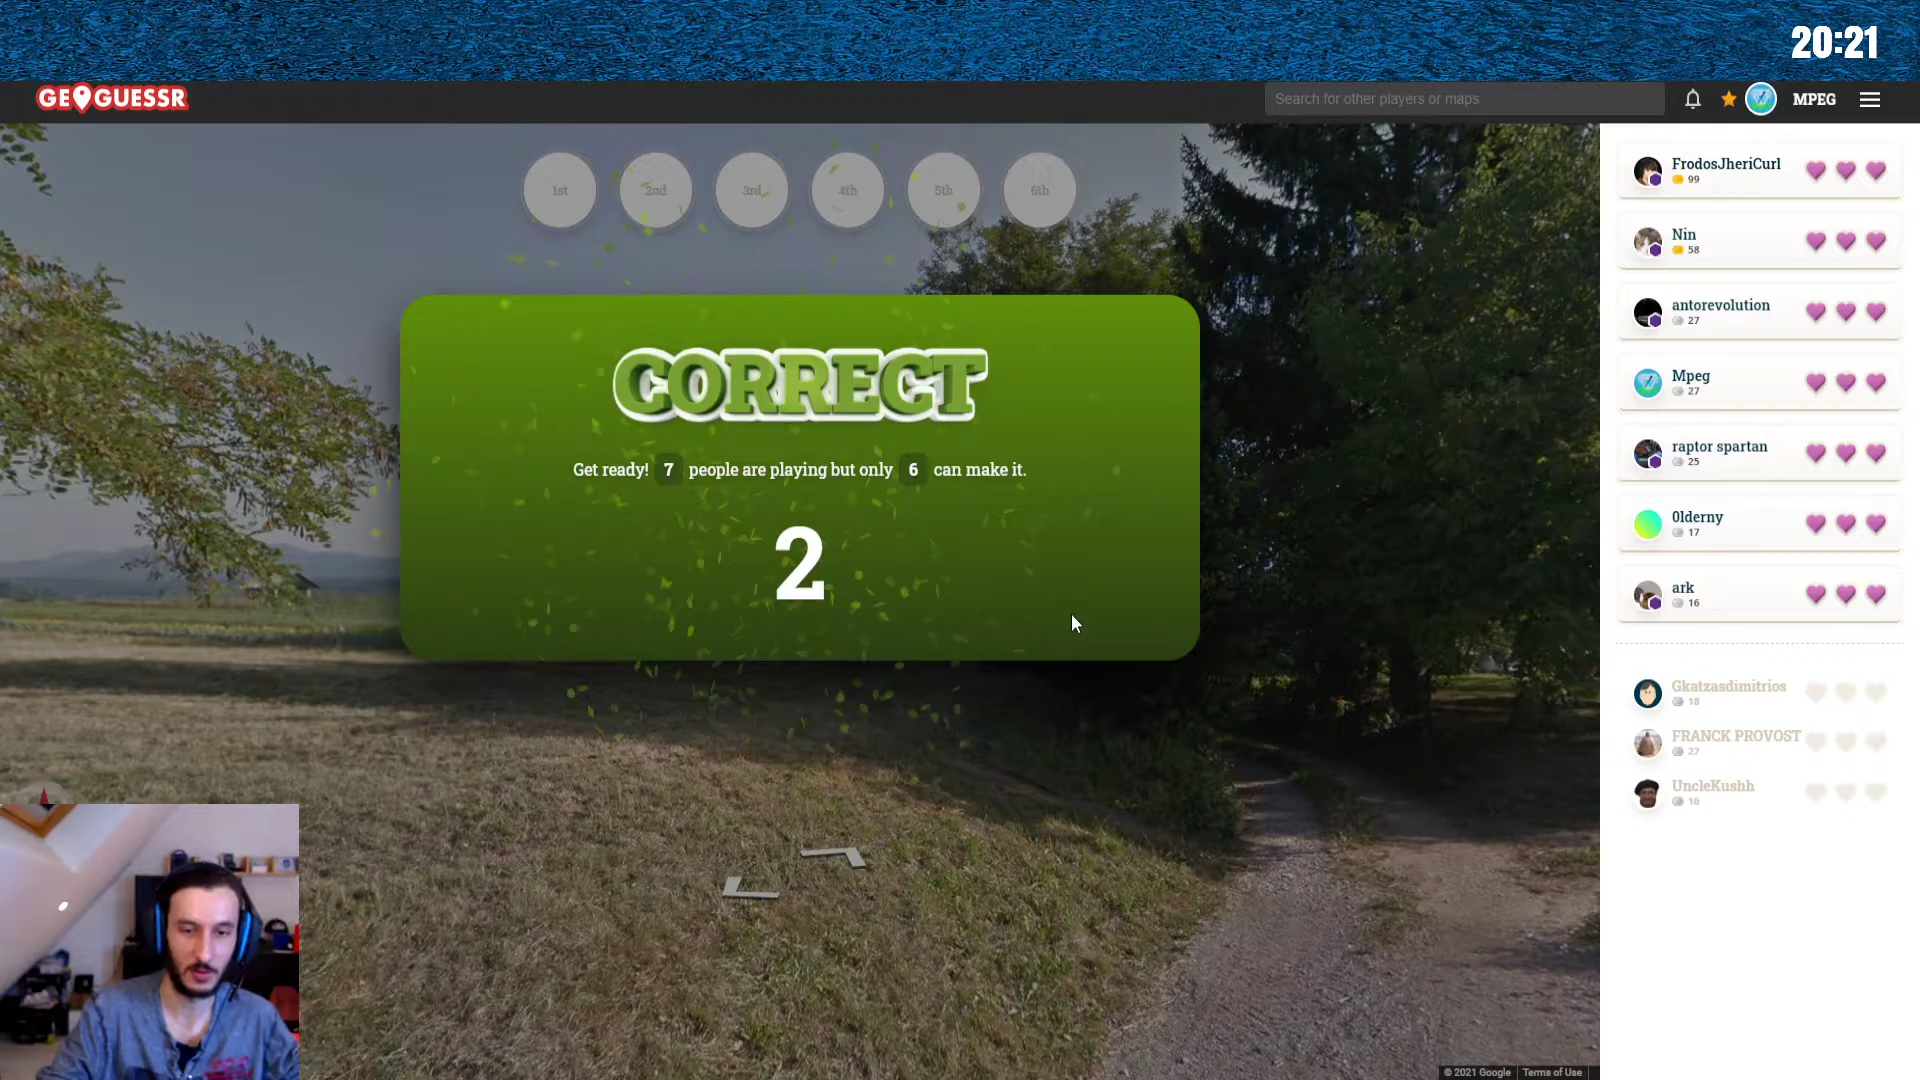 20:21
GEOGUESSR
Search for other players or maps
MPEG
1st
2nd
3rd
4th
5th
6th
CORRECT
Get ready! 7 people are playing but only 6 can make it.
2
FrodosJheriCurl
99
Nin
58
antorevolution
27
Mpeg
27
raptor spartan
25
0lderny
17
ark
16
Gkatzasdimitrios
18
FRANCK PROVOST
27
UncleKushh
16
© 2021 Google
Terms of Use